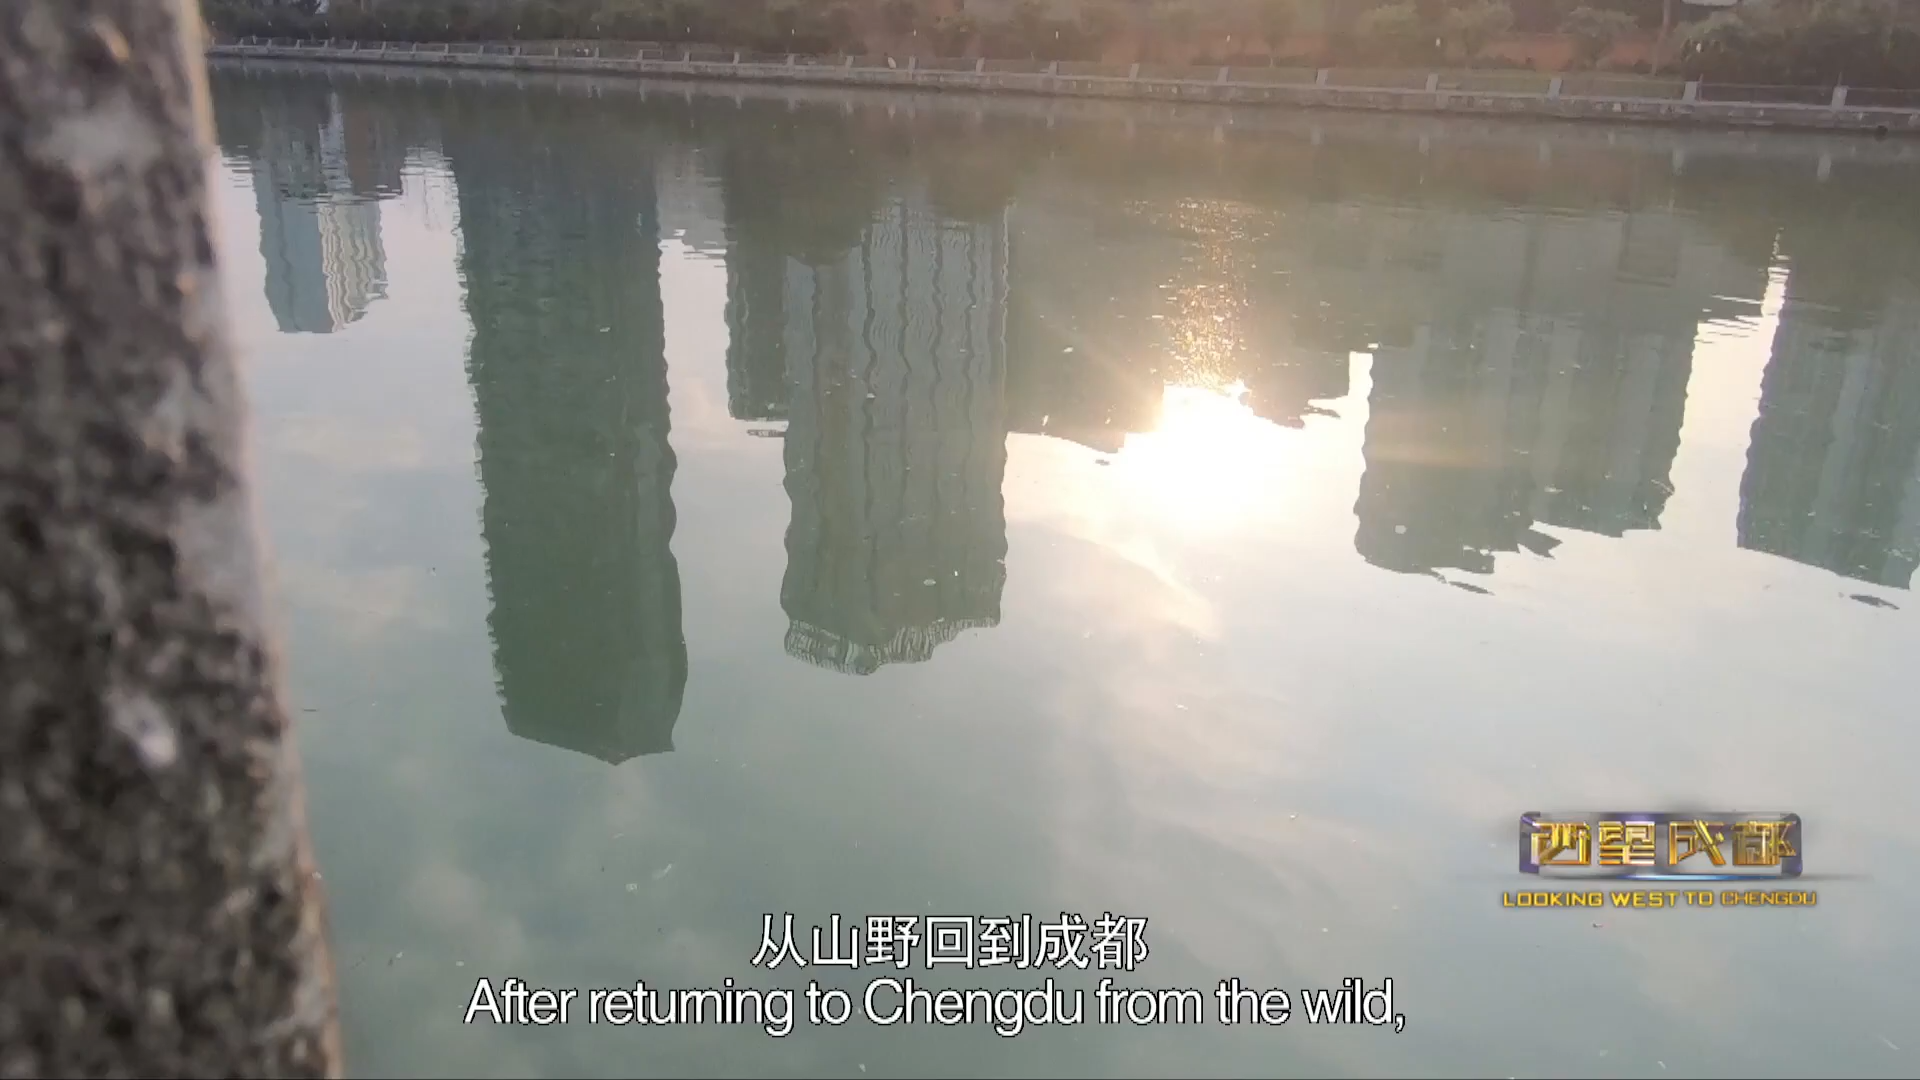 西望成都
LOOKING WEST TO CHENGDU
从山野回到成都
After returning to Chengdu from the wild,